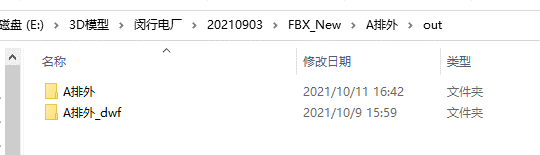 磁盘 (E:) > 3D模型 > 闵行电厂 > 20210903 > FBX_New > A排外 > out
名称 修改日期 类型
A排外 2021/10/11 16:42 文件夹
A排外_dwf 2021/10/9 15:59 文件夹